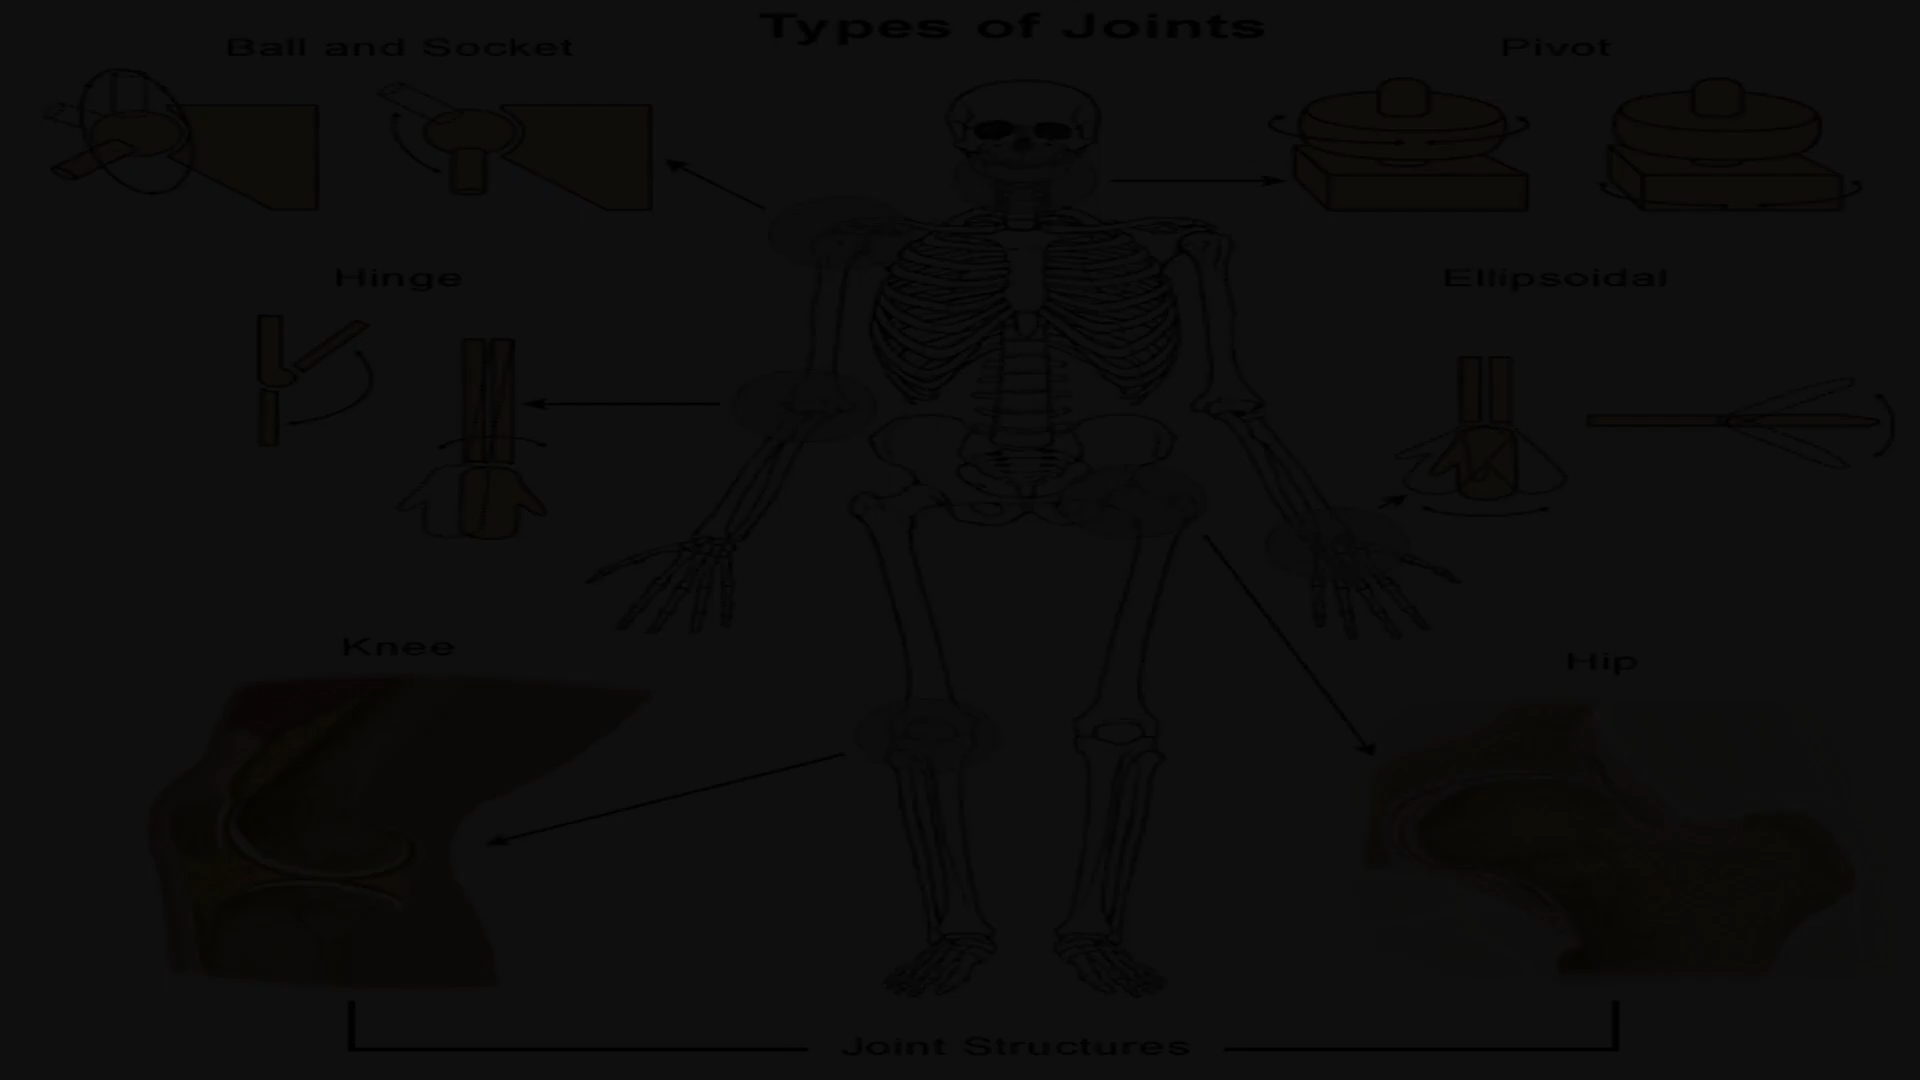 Types of Joints
Ball and Socket
Pivot
Hinge
Ellipsoidal
Knee
Hip
Joint Structures